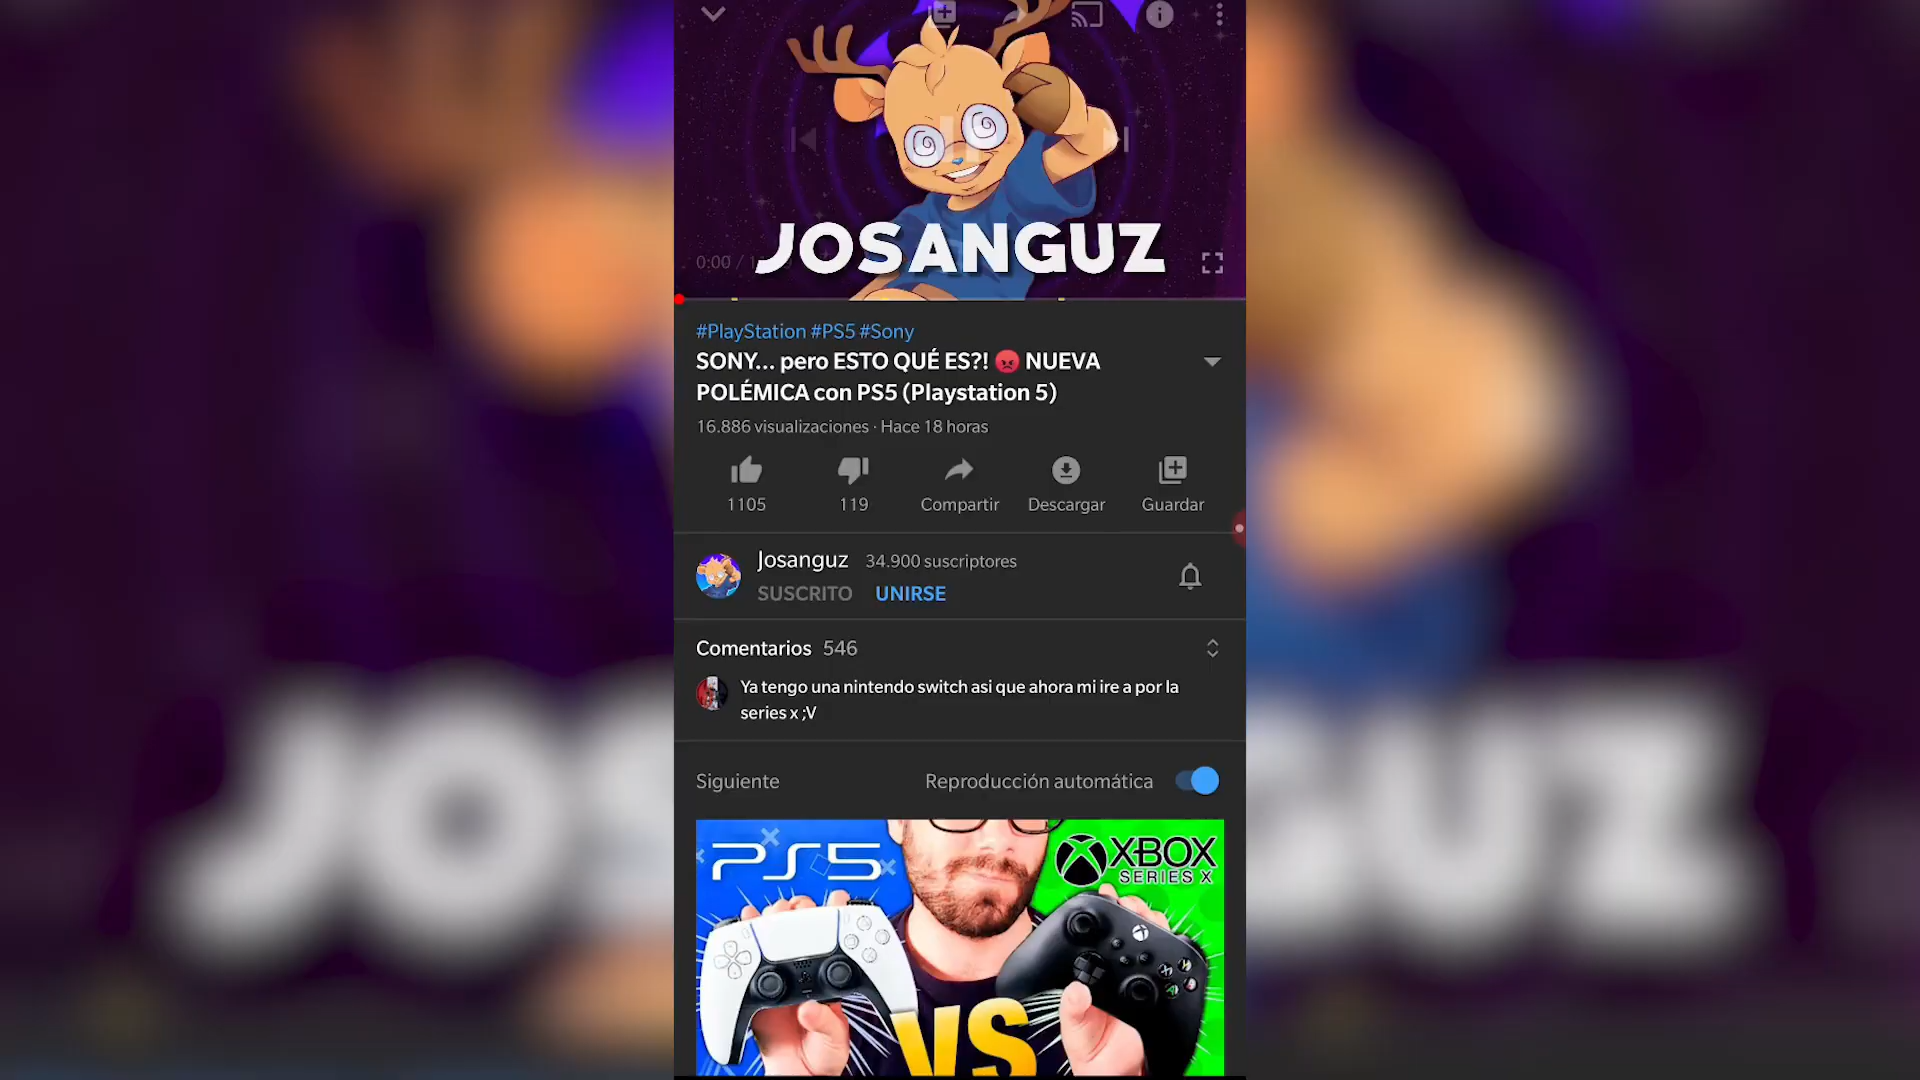 JOSANGUZ
0:00 /
#PlayStation #PS5 #Sony
SONY... pero ESTO QUÉ ES?! 😡 NUEVA
POLÉMICA con PS5 (Playstation 5)
16.886 visualizaciones · Hace 18 horas
1105
119
Compartir
Descargar
Guardar
Josanguz 34.900 suscriptores
SUSCRITO UNIRSE
Comentarios 546
Ya tengo una nintendo switch asi que ahora mi ire a por la
series x ;V
Siguiente
Reproducción automática
PS5
XBOX
SERIES X
VS